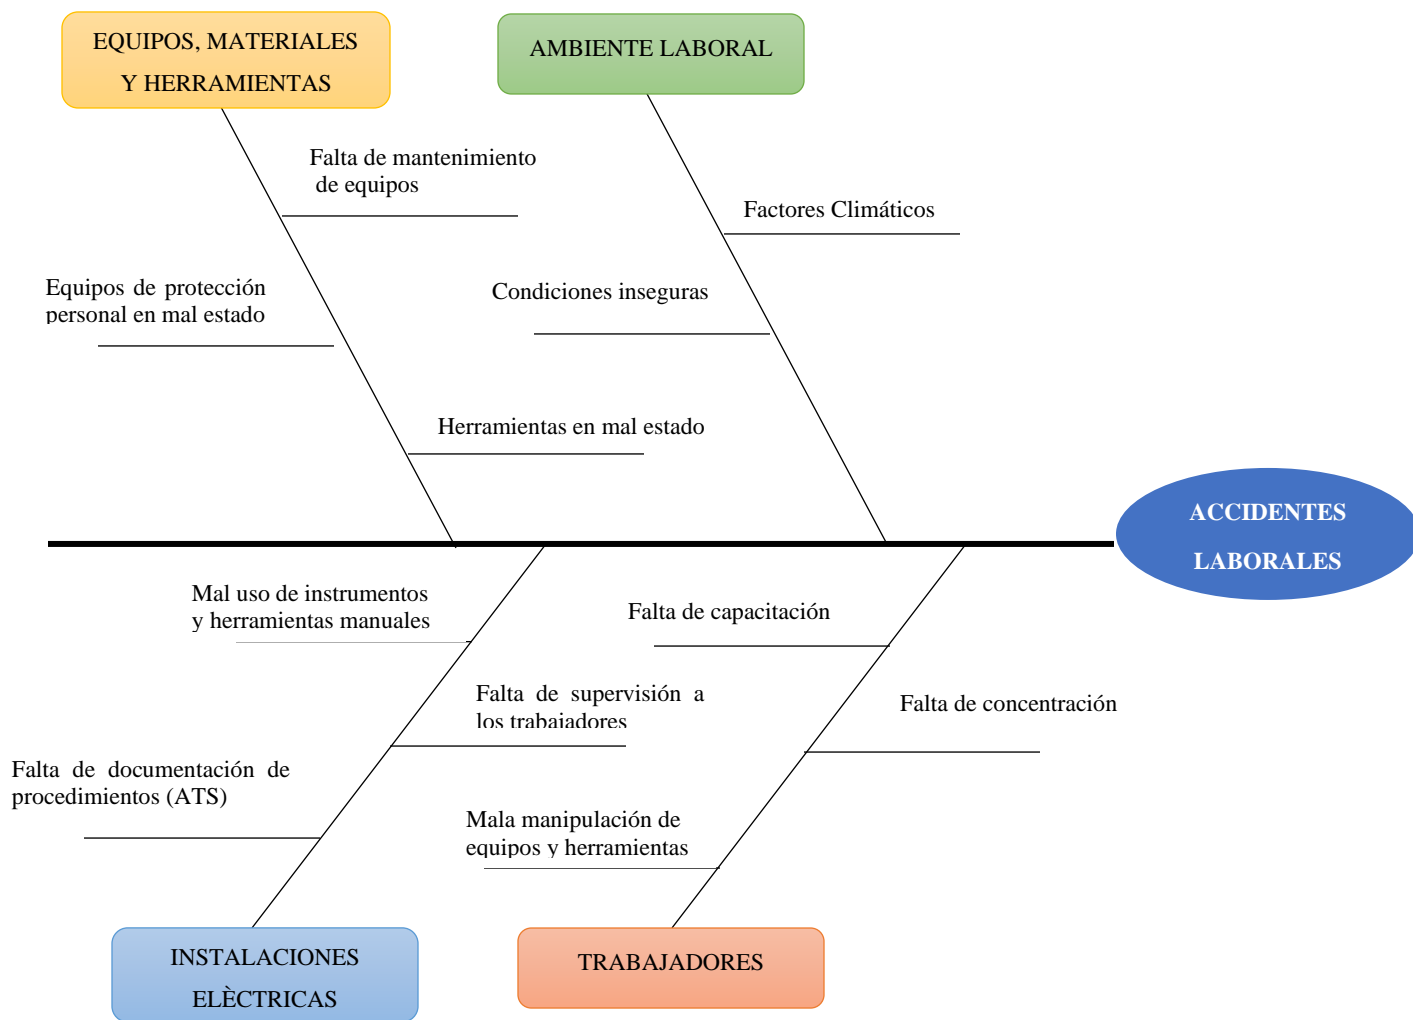 EQUIPOS, MATERIALES
Y HERRAMIENTAS
AMBIENTE LABORAL
Falta de mantenimiento
de equipos
Factores Climáticos
Equipos de protección
personal en mal estado
Condiciones inseguras
Herramientas en mal estado
ACCIDENTES
LABORALES
Mal uso de instrumentos
y herramientas manuales
Falta de capacitación
Falta de supervisión a
los trabajadores
Falta de concentración
Falta de documentación de
procedimientos (ATS)
Mala manipulación de
equipos y herramientas
INSTALACIONES
ELÈCTRICAS
TRABAJADORES